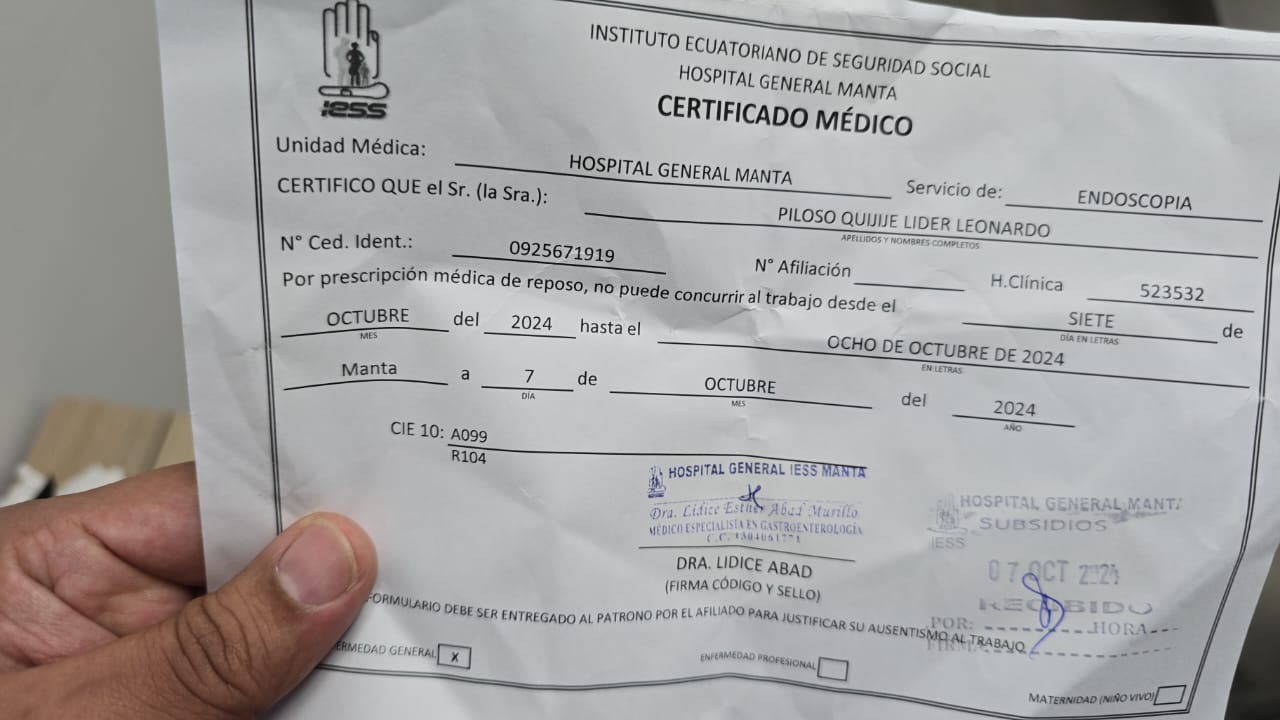 iess
INSTITUTO ECUATORIANO DE SEGURIDAD SOCIAL
HOSPITAL GENERAL MANTA
CERTIFICADO MÉDICO
Unidad Médica: HOSPITAL GENERAL MANTA Servicio de: ENDOSCOPIA
CERTIFICO QUE el Sr. (la Sra.): PILOSO QUIJIJE LIDER LEONARDO
APELLIDOS Y NOMBRES COMPLETOS
N° Ced. Ident.: 0925671919 N° Afiliación H.Clínica 523532
Por prescripción médica de reposo, no puede concurrir al trabajo desde el SIETE de
DÍA EN LETRAS
OCTUBRE del 2024 hasta el OCHO DE OCTUBRE DE 2024
MES EN LETRAS
Manta a 7 de OCTUBRE del 2024
DÍA MES AÑO
CIE 10: A099
R104
HOSPITAL GENERAL IESS MANTA
Dra. Lídice Esther Abad Murillo
MÉDICO ESPECIALISTA EN GASTROENTEROLOGÍA
C.C.
DRA. LIDICE ABAD
(FIRMA CÓDIGO Y SELLO)
HOSPITAL GENERAL MANTA
SUBSIDIOS
IESS
07 OCT 2024
RECIBIDO
POR: HORA
FIRMA
FORMULARIO DEBE SER ENTREGADO AL PATRONO POR EL AFILIADO PARA JUSTIFICAR SU AUSENTISMO AL TRABAJO
ERMEDAD GENERAL X ENFERMEDAD PROFESIONAL MATERNIDAD (NIÑO VIVO)